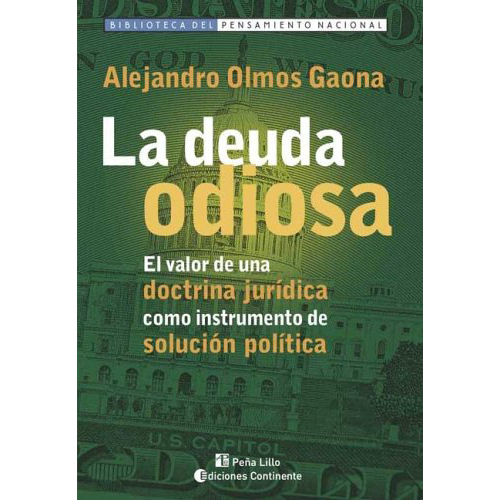 BIBLIOTECA DEL PENSAMIENTO NACIONAL
Alejandro Olmos Gaona
La deuda
odiosa
El valor de una
doctrina jurídica
como instrumento de
solución política
U.S. CAPITOL
Peña Lillo
Ediciones Continente